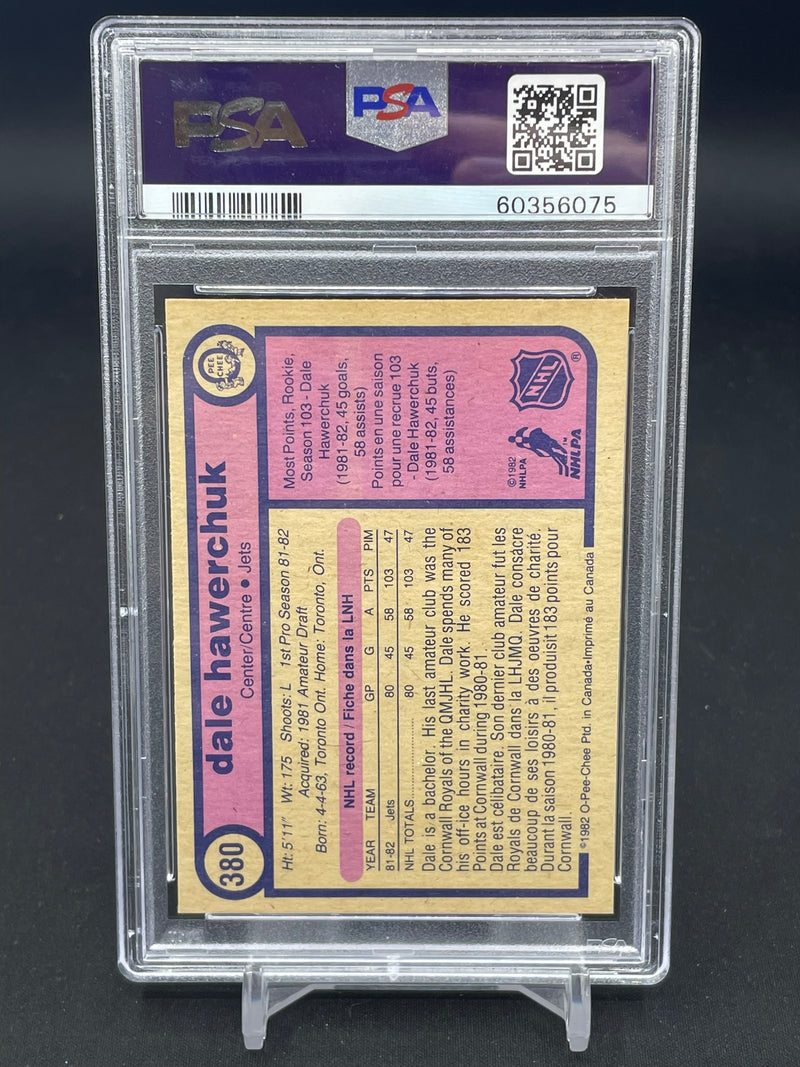 PSA
PSA
60356075
PEE
CHEE
380
dale hawerchuk
Center/Centre • Jets
Ht: 5'11" Wt: 175 Shoots: L 1st Pro Season 81-82
Acquired: 1981 Amateur Draft
Born: 4-4-63, Toronto Ont. Home: Toronto, Ont.
NHL record / Fiche dans la LNH
YEAR TEAM GP G A PTS PIM
81-82 Jets 80 45 58 103 47
NHL TOTALS.................... 80 45 58 103 47
Dale is a bachelor. His last amateur club was the
Cornwall Royals of the QMJHL. Dale spends many of
his off-ice hours in charity work. He scored 183
Points at Cornwall during 1980-81.
Dale est célibataire. Son dernier club amateur fut les
Royals de Cornwall dans la LHJMQ. Dale consacre
beaucoup de ses loisirs à des oeuvres de charité.
Durant la saison 1980-81, il produisit 183 points pour
Cornwall.
©1982 O-Pee-Chee Ptd. in Canada•Imprimé au Canada
Most Points, Rookie,
Season 103 - Dale
Hawerchuk
(1981-82, 45 goals,
58 assists)
Points en une saison
pour une recrue 103
- Dale Hawerchuk
(1981-82, 45 buts,
58 assistances)
©1982
NHLPA
NHLPA
™
NHL
®
PSA